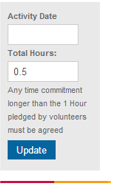 Activity Date
Total Hours:
0.5
Any time commitment
longer than the 1 Hour
pledged by volunteers
must be agreed
Update